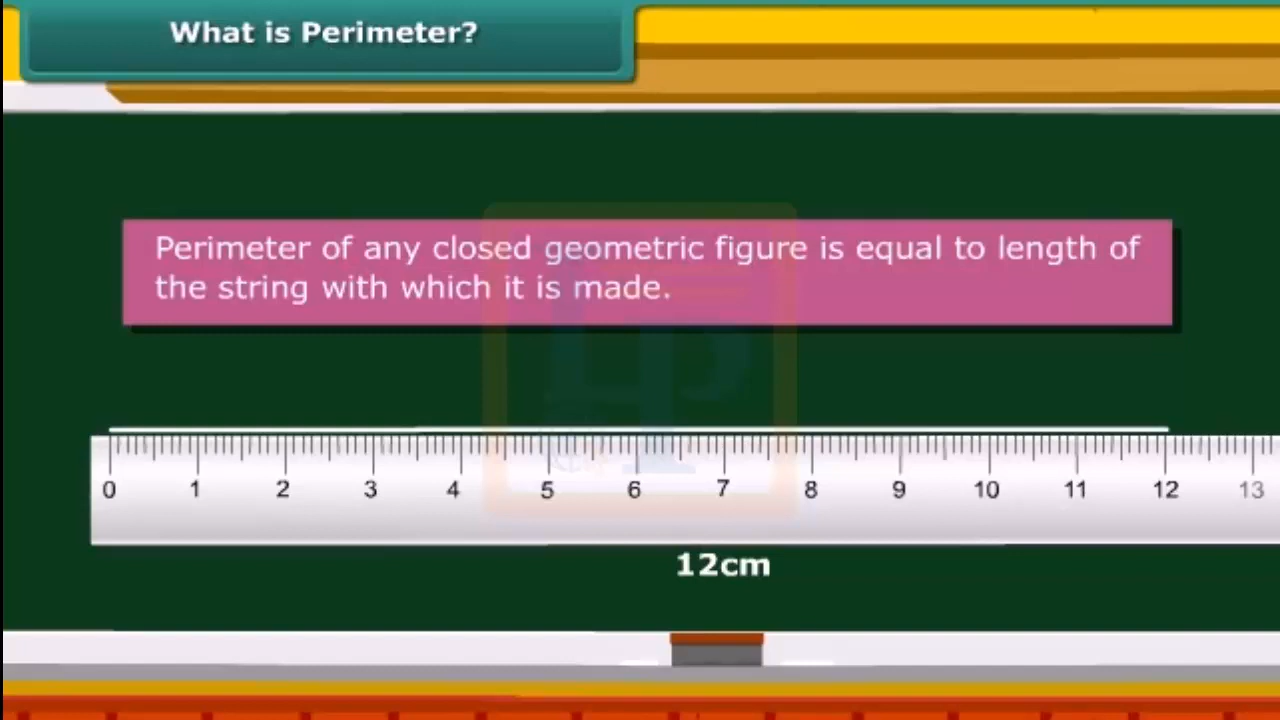 What is Perimeter?
Perimeter of any closed geometric figure is equal to length of
the string with which it is made.
0 1 2 3 4 5 6 7 8 9 10 11 12 13
12cm